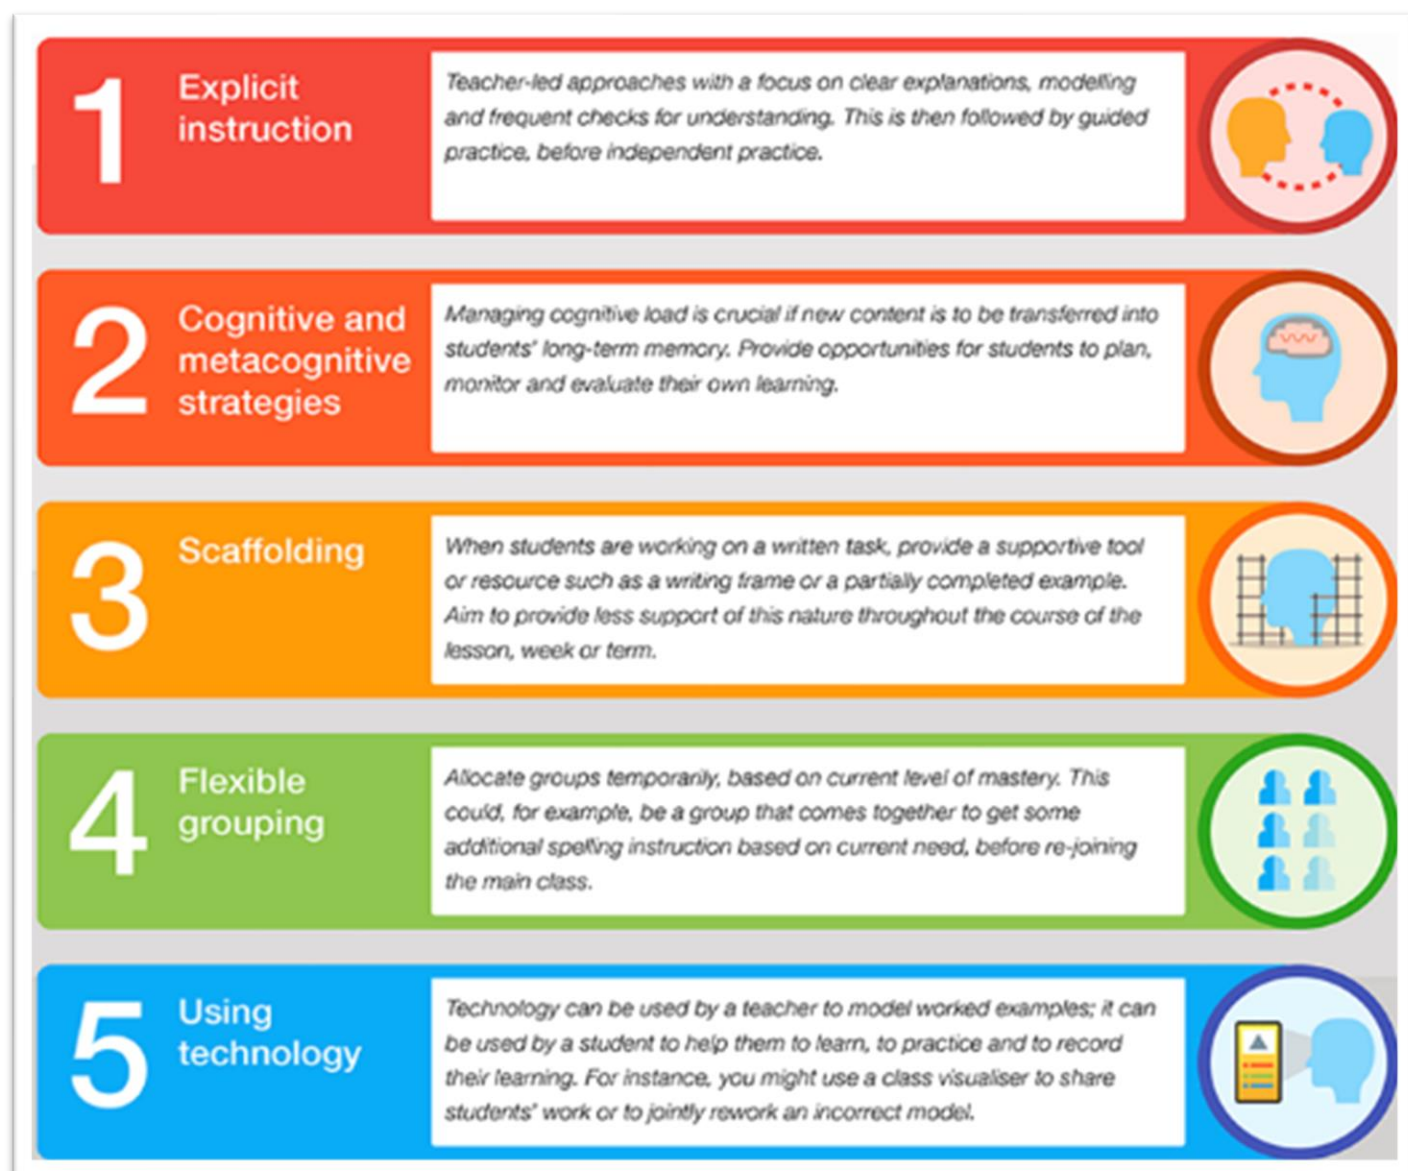 1
Explicit
instruction
Teacher-led approaches with a focus on clear explanations, modelling
and frequent checks for understanding. This is then followed by guided
practice, before independent practice.
2
Cognitive and
metacognitive
strategies
Managing cognitive load is crucial if new content is to be transferred into
students' long-term memory. Provide opportunities for students to plan,
monitor and evaluate their own learning.
3
Scaffolding
When students are working on a written task, provide a supportive tool
or resource such as a writing frame or a partially completed example.
Aim to provide less support of this nature throughout the course of the
lesson, week or term.
4
Flexible
grouping
Allocate groups temporarily, based on current level of mastery. This
could, for example, be a group that comes together to get some
additional spelling instruction based on current need, before re-joining
the main class.
5
Using
technology
Technology can be used by a teacher to model worked examples; it can
be used by a student to help them to learn, to practice and to record
their learning. For instance, you might use a class visualiser to share
students' work or to jointly rework an incorrect model.